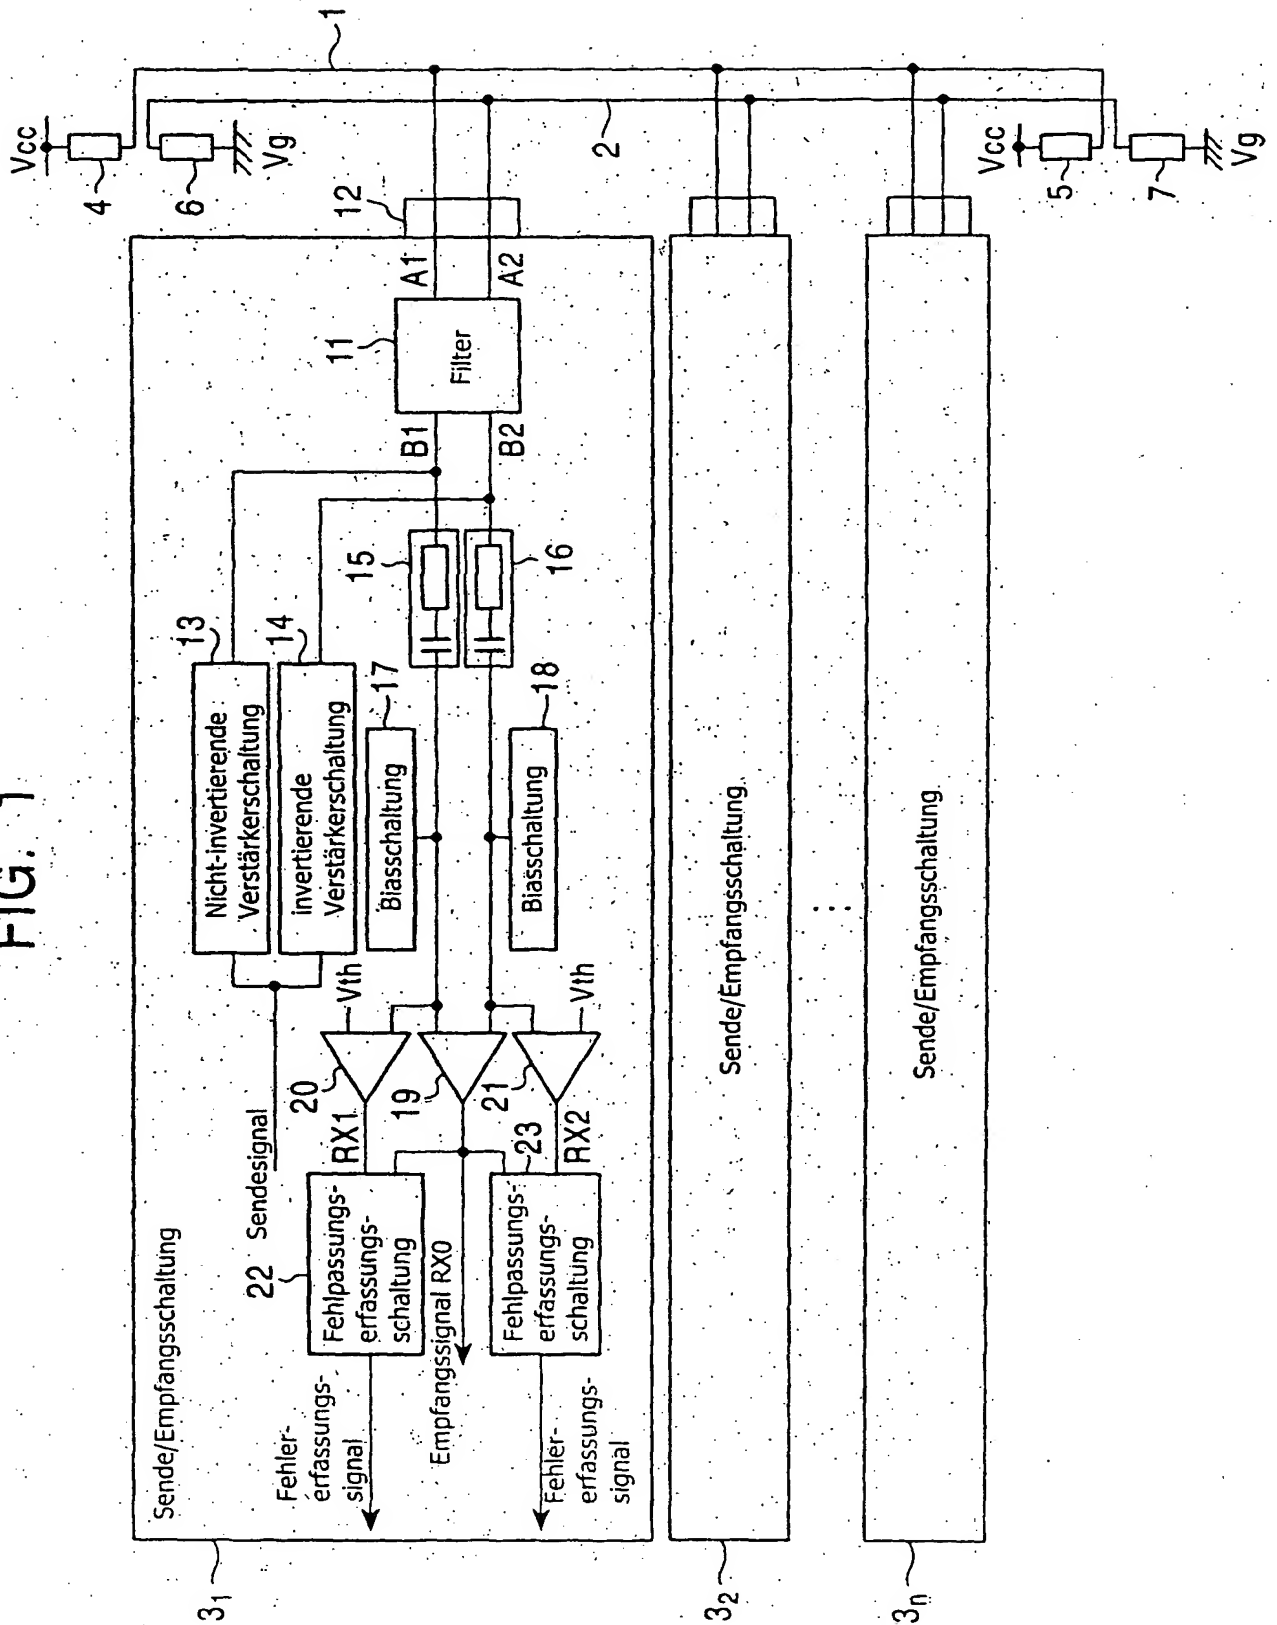 FIG. 1
Sende/Empfangsschaltung
3₁
Sendesignal
Nicht-invertierende
Verstärkerschaltung
13
invertierende
Verstärkerschaltung
14
Fehler-
erfassungs-
signal
22
Fehlpassungs-
erfassungs-
schaltung
RX1
20
Vth
Biasschaltung
17
15
B1
11
Filter
A1
12
Empfangssignal RX0
19
B2
A2
Fehler-
erfassungs-
signal
Fehlpassungs-
erfassungs-
schaltung
23
RX2
21
Vth
Biasschaltung
18
16
Vcc
4
6
Vg
1
2
3₂
Sende/Empfangsschaltung
3n
Sende/Empfangsschaltung
Vcc
5
7
Vg